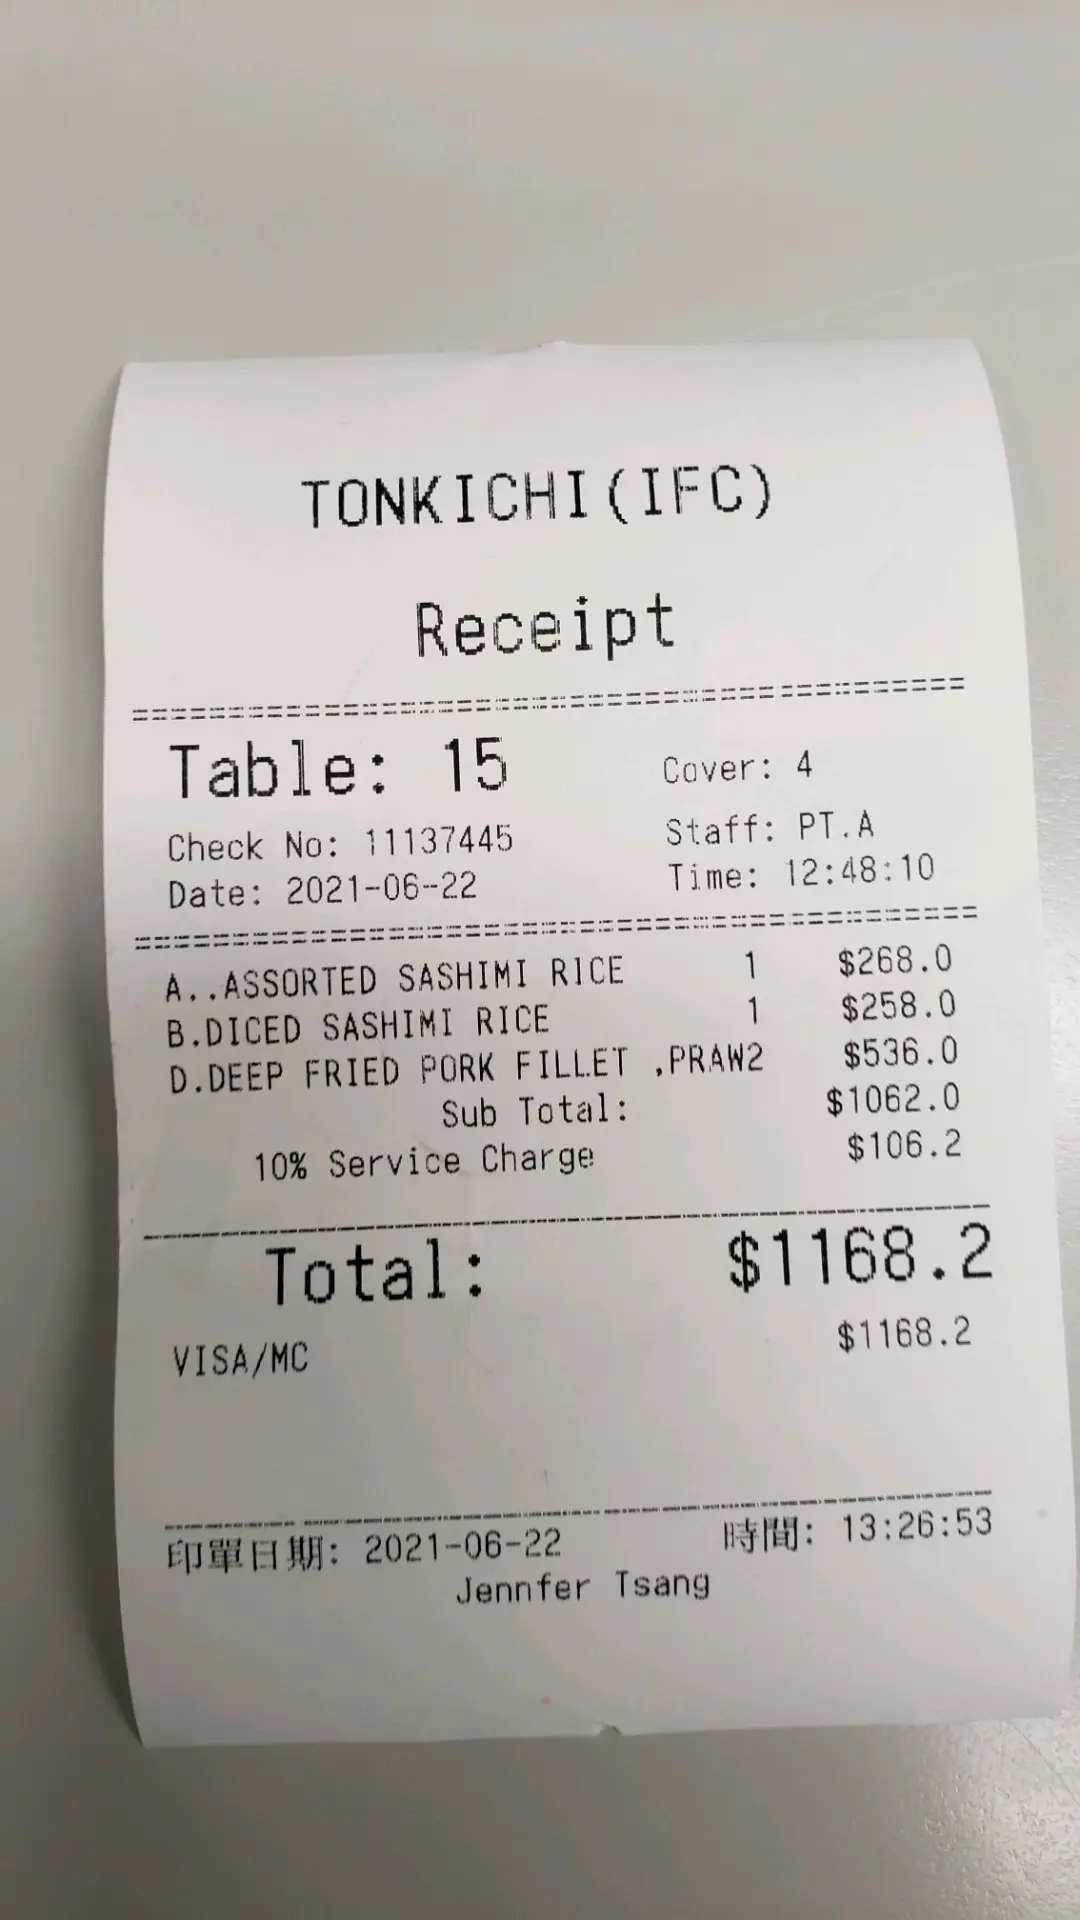 TONKICHI(IFC)
Receipt
Table: 15 Cover: 4
Check No: 11137445 Staff: PT.A
Date: 2021-06-22 Time: 12:48:10
A..ASSORTED SASHIMI RICE 1 $268.0
B.DICED SASHIMI RICE 1 $258.0
D.DEEP FRIED PORK FILLET ,PRAW2 $536.0
Sub Total: $1062.0
10% Service Charge $106.2
Total: $1168.2
VISA/MC $1168.2
印單日期: 2021-06-22 時間: 13:26:53
Jennfer Tsang